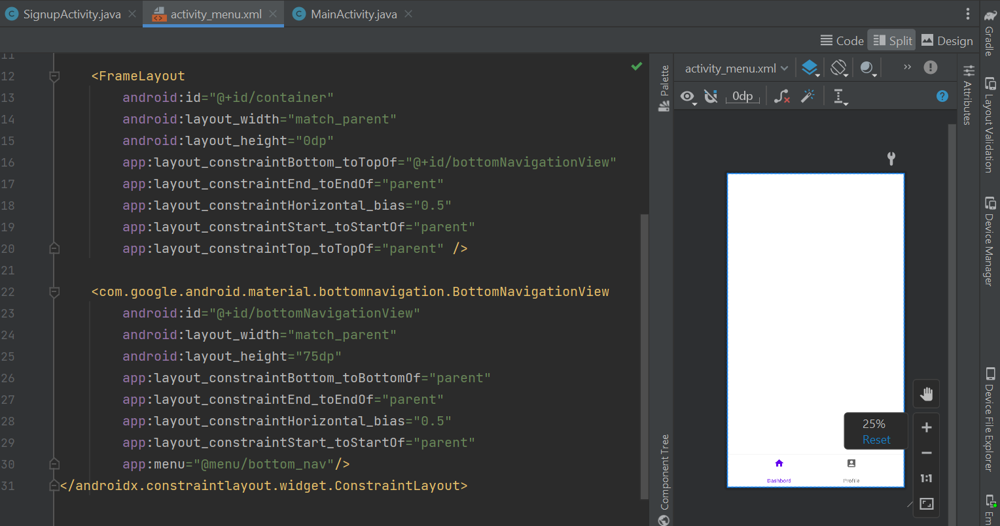 SignupActivity.java
activity_menu.xml
MainActivity.java
Code
Split
Design
11
12 <FrameLayout
13 android:id="@+id/container"
14 android:layout_width="match_parent"
15 android:layout_height="0dp"
16 app:layout_constraintBottom_toTopOf="@+id/bottomNavigationView"
17 app:layout_constraintEnd_toEndOf="parent"
18 app:layout_constraintHorizontal_bias="0.5"
19 app:layout_constraintStart_toStartOf="parent"
20 app:layout_constraintTop_toTopOf="parent" />
21
22 <com.google.android.material.bottomnavigation.BottomNavigationView
23 android:id="@+id/bottomNavigationView"
24 android:layout_width="match_parent"
25 android:layout_height="75dp"
26 app:layout_constraintBottom_toBottomOf="parent"
27 app:layout_constraintEnd_toEndOf="parent"
28 app:layout_constraintHorizontal_bias="0.5"
29 app:layout_constraintStart_toStartOf="parent"
30 app:menu="@menu/bottom_nav"/>
31 </androidx.constraintlayout.widget.ConstraintLayout>
Palette
Component Tree
activity_menu.xml
0dp
25%
Reset
1:1
Dashbord
Profile
Attributes
Gradle
Layout Validation
Device Manager
Device File Explorer
Em